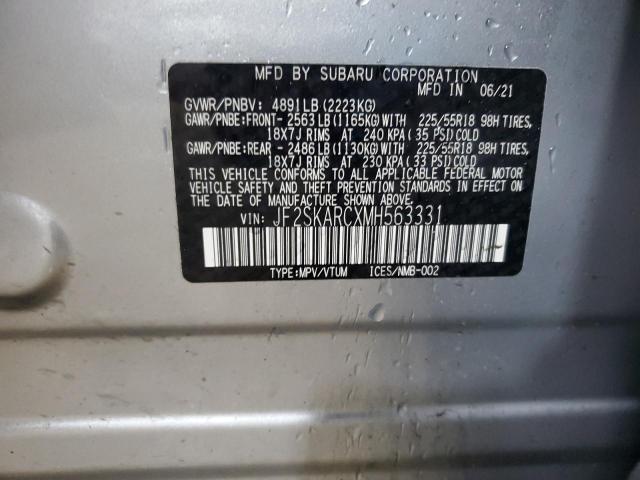 MFD BY SUBARU CORPORATION
MFD IN 06/21
GVWR/PNBV: 4891LB (2223KG)
GAWR/PNBE:FRONT- 2563LB (1165KG)WITH 225/55R18 98H TIRES,
18X7J RIMS AT 240 KPA( 35 PSI)COLD
GAWR/PNBE:REAR - 2486LB (1130KG)WITH 225/55R18 98H TIRES,
18X7J RIMS AT 230 KPA( 33 PSI)COLD
THIS VEHICLE CONFORMS TO ALL APPLICABLE FEDERAL MOTOR
VEHICLE SAFETY AND THEFT PREVENTION STANDARDS IN EFFECT ON
THE DATE OF MANUFACTURE SHOWN ABOVE.
VIN: JF2SKARCXMH563331
TYPE:MPV/VTUM ICES/NMB-002